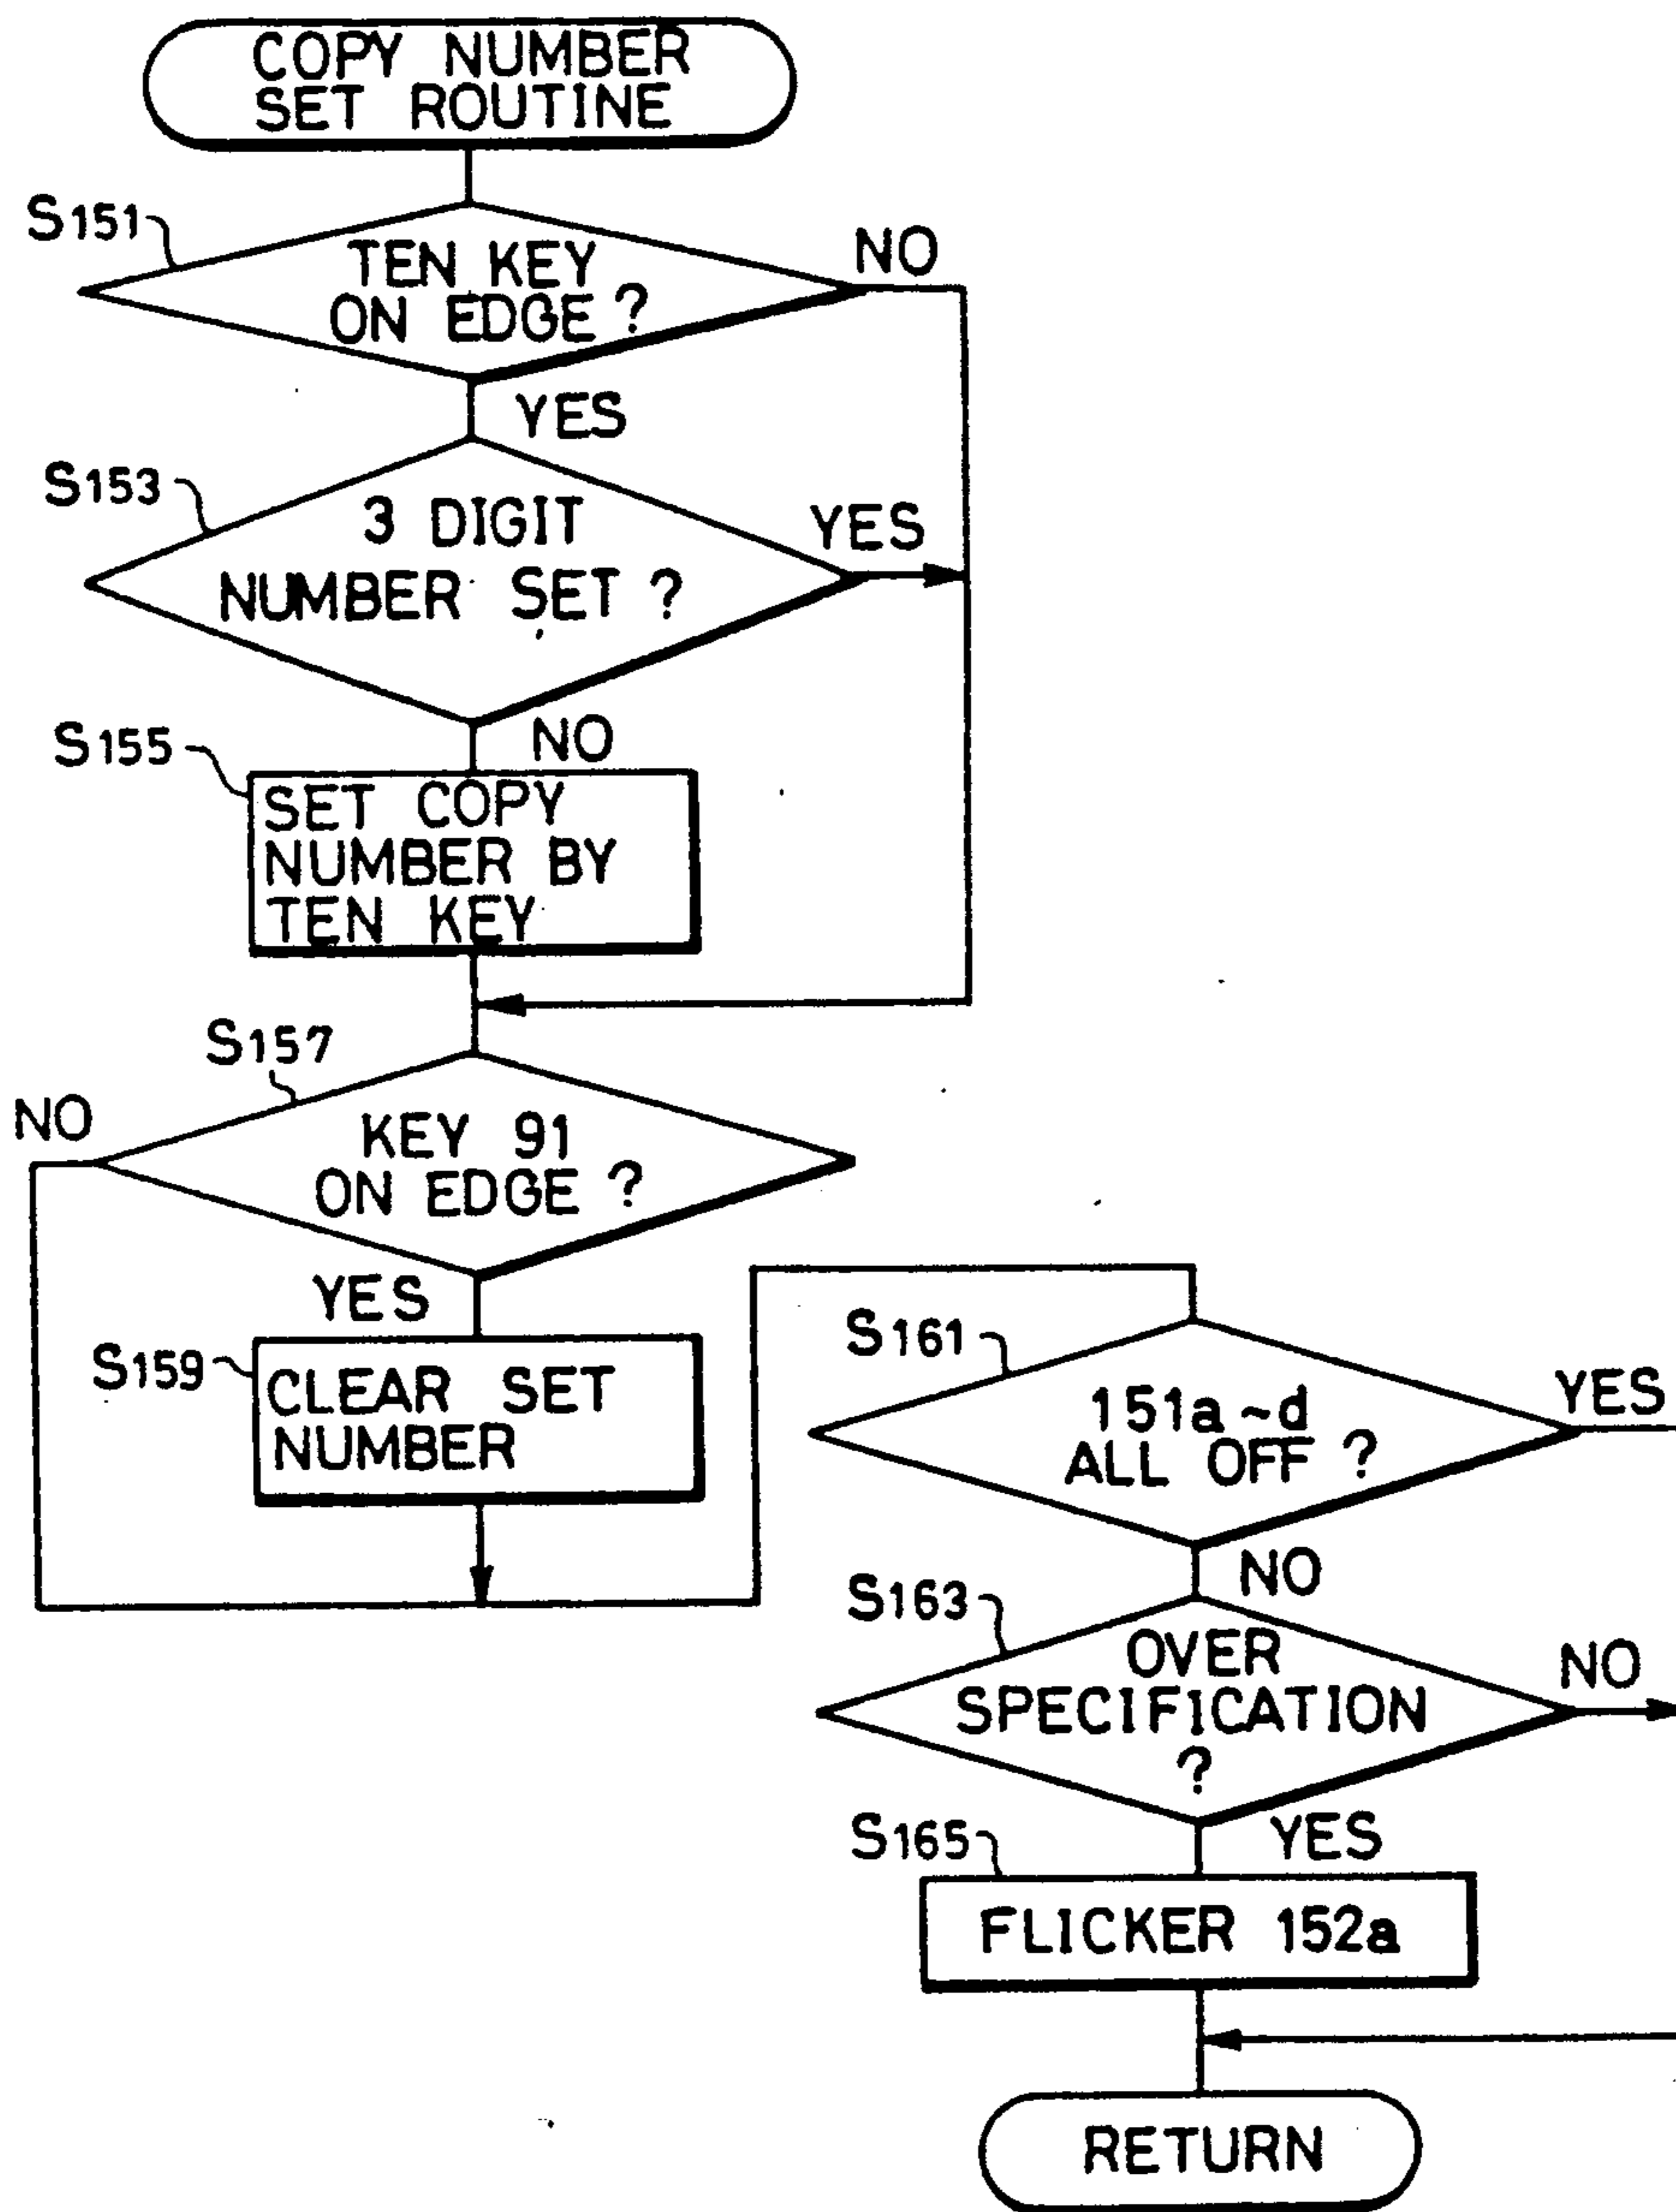 COPY NUMBER
SET ROUTINE
S151
TEN KEY
ON EDGE ?
NO
YES
S153
3 DIGIT
NUMBER SET ?
YES
NO
S155
SET COPY
NUMBER BY
TEN KEY
S157
NO
KEY 91
ON EDGE ?
YES
S159
CLEAR SET
NUMBER
S161
151a~d
ALL OFF ?
YES
NO
S163
OVER
SPECIFICATION
?
NO
YES
S165
FLICKER 152a
RETURN